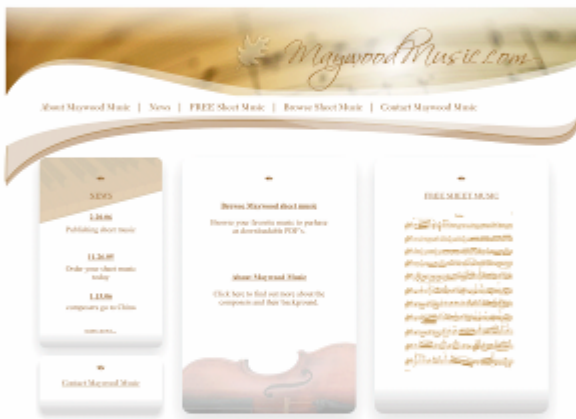 MaywoodMusic.com
About Maywood Music | News | FREE Sheet Music | Browse Sheet Music | Contact Maywood Music
NEWS
Publishing sheet music
Order your sheet music
today
composers go to China
Contact Maywood Music
Browse Maywood sheet music
Browse your favorite music to purhase
as downloadable PDF's.
About Maywood Music
Click here to find out more about the
composers and their background.
FREE SHEET MUSIC